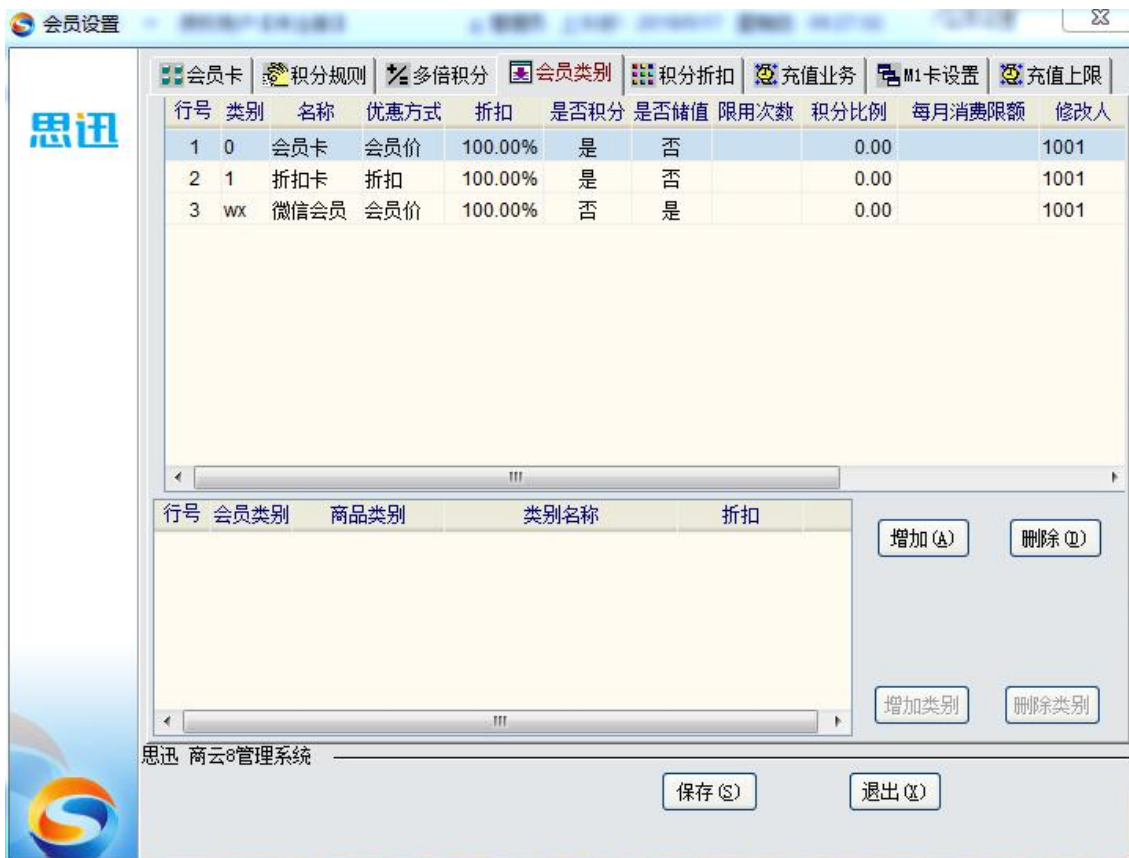 会员设置
会员卡 积分规则 多倍积分 会员类别 积分折扣 充值业务 M1卡设置 充值上限
思迅
行号 类别 名称 优惠方式 折扣 是否积分 是否储值 限用次数 积分比例 每月消费限额 修改人
1 0 会员卡 会员价 100.00% 是 否 0.00 1001
2 1 折扣卡 折扣 100.00% 是 否 0.00 1001
3 wx 微信会员 会员价 100.00% 否 是 0.00 1001
行号 会员类别 商品类别 类别名称 折扣
增加(A) 删除(D)
增加类别 删除类别
思迅 商云8管理系统
保存(S) 退出(X)